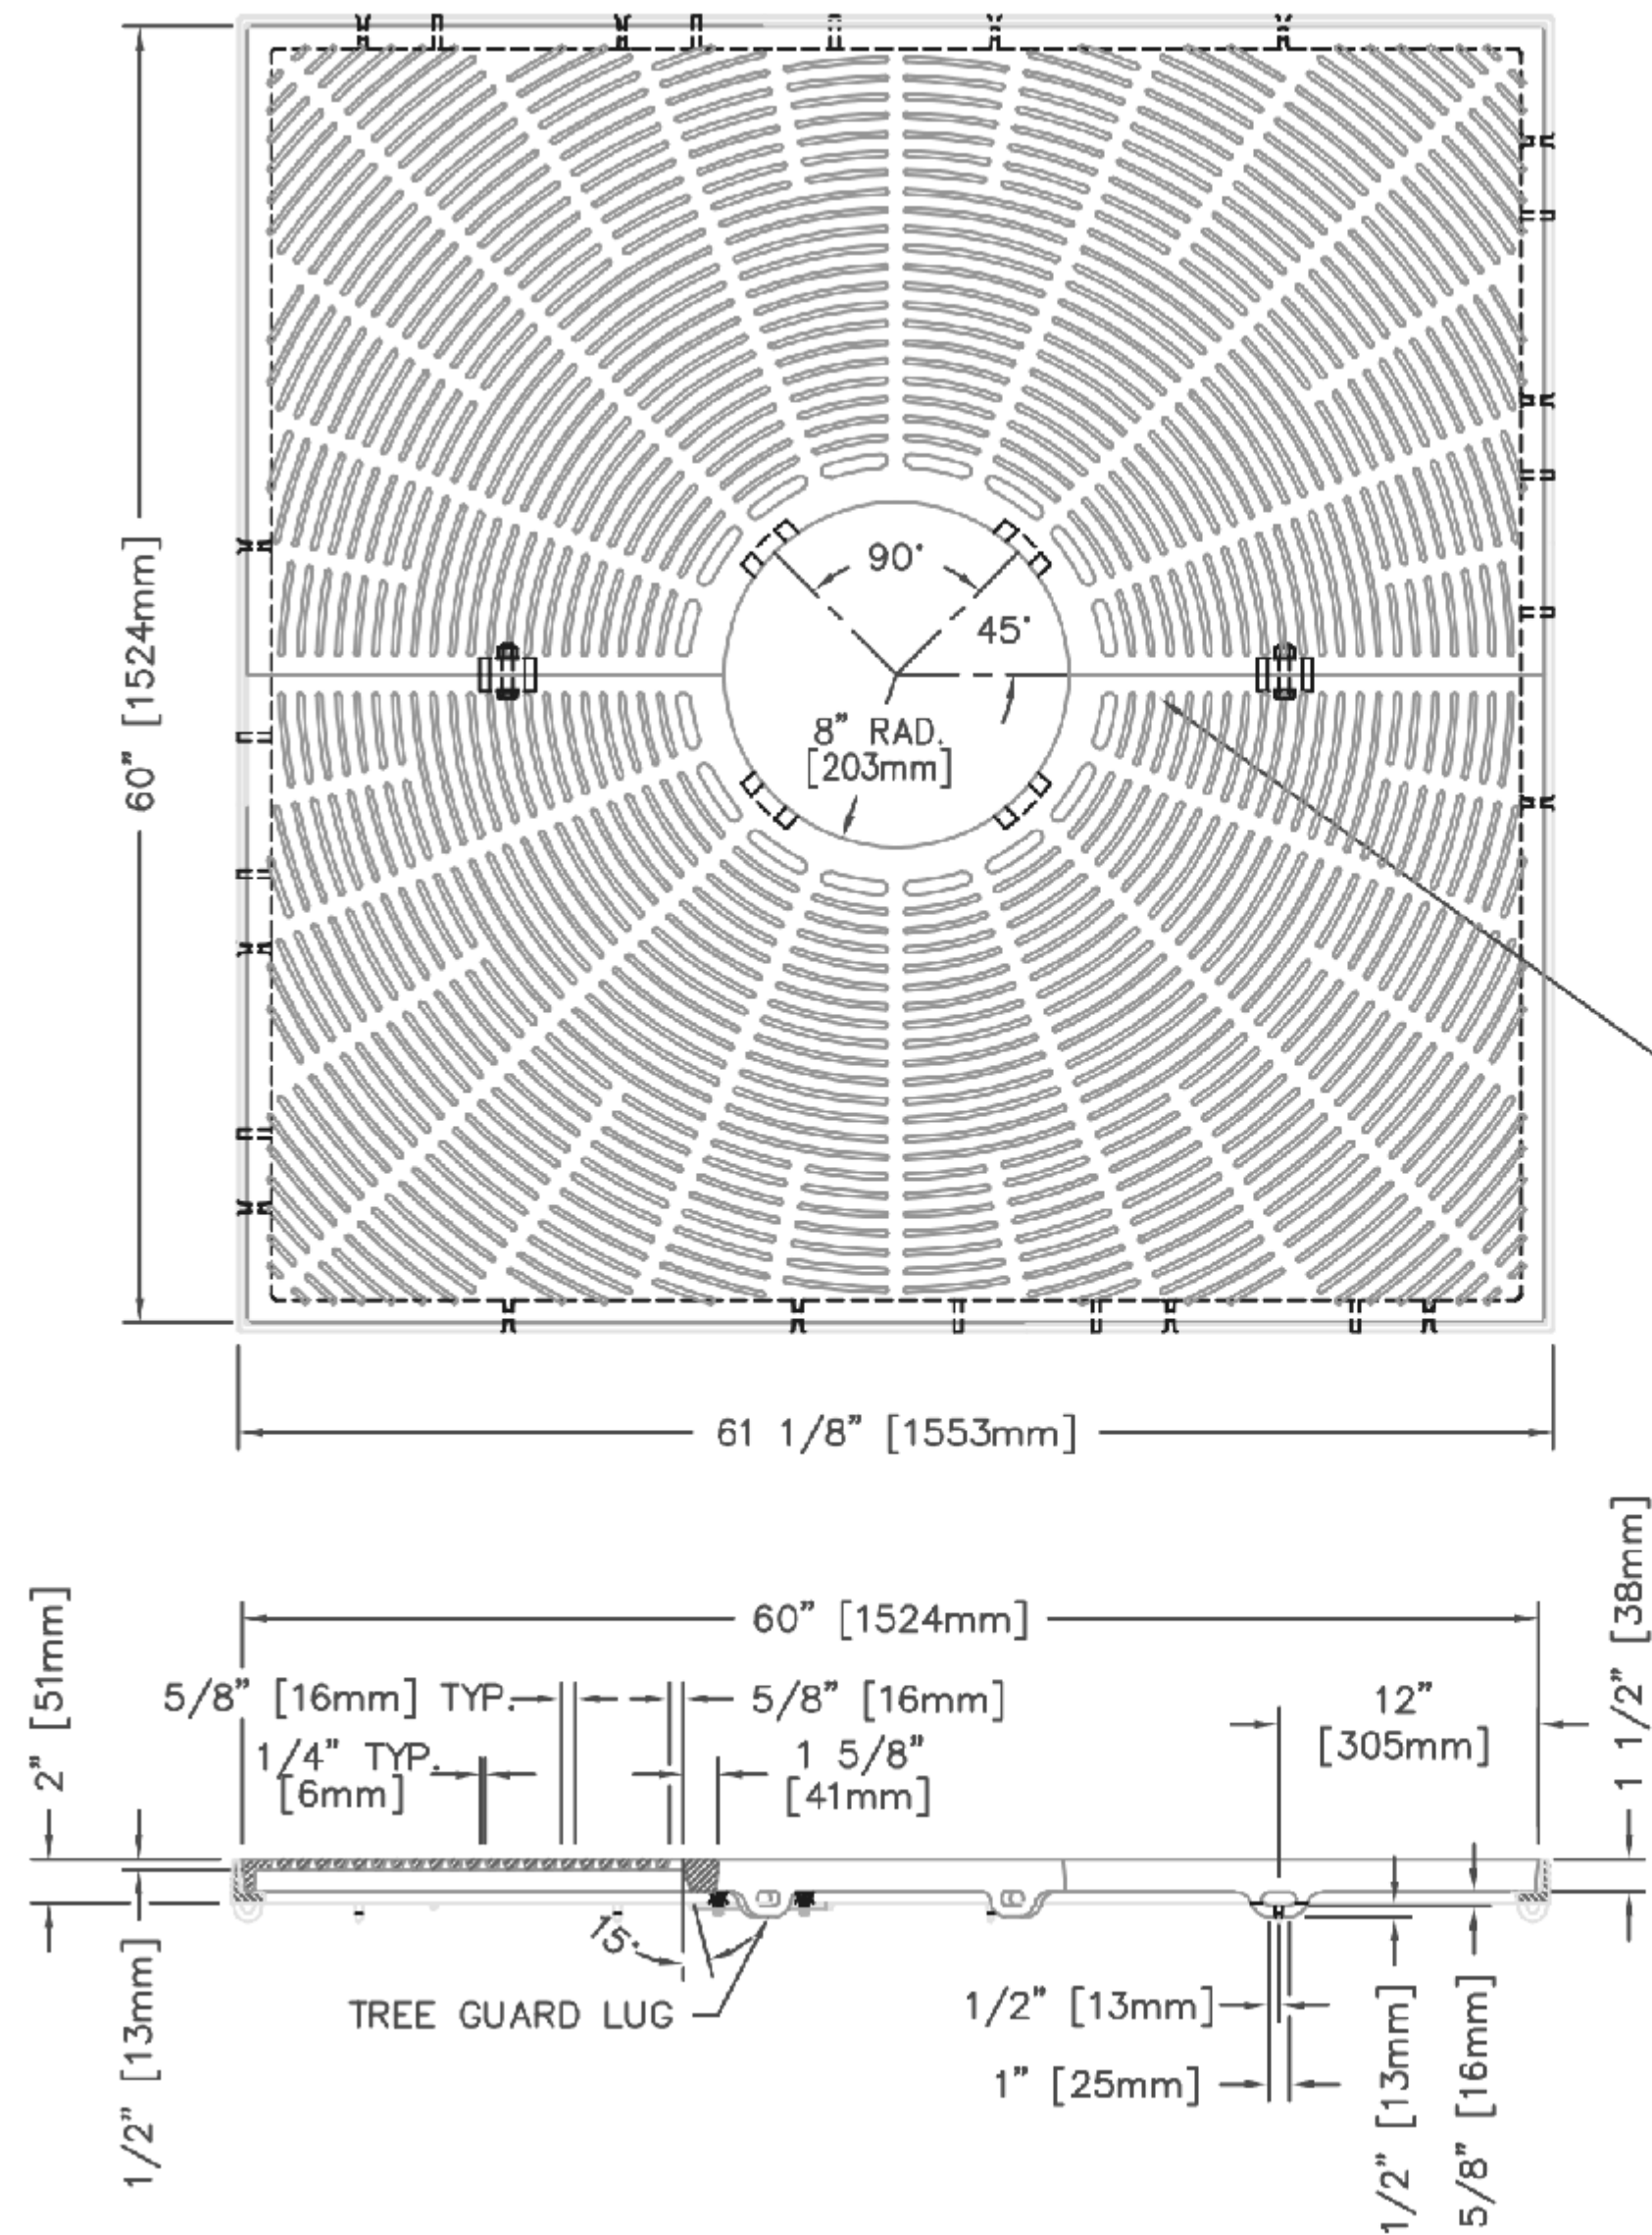 90°
45°
8” RAD.
[203mm]
60” [1524mm]
61 1/8” [1553mm]
60” [1524mm]
2” [51mm]
1 1/2” [38mm]
5/8” [16mm] TYP.
5/8” [16mm]
12”
[305mm]
1/4” TYP.
[6mm]
1 5/8”
[41mm]
15°
TREE GUARD LUG
1/2” [13mm]
1/2” [13mm]
1” [25mm]
1/2” [13mm]
5/8” [16mm]